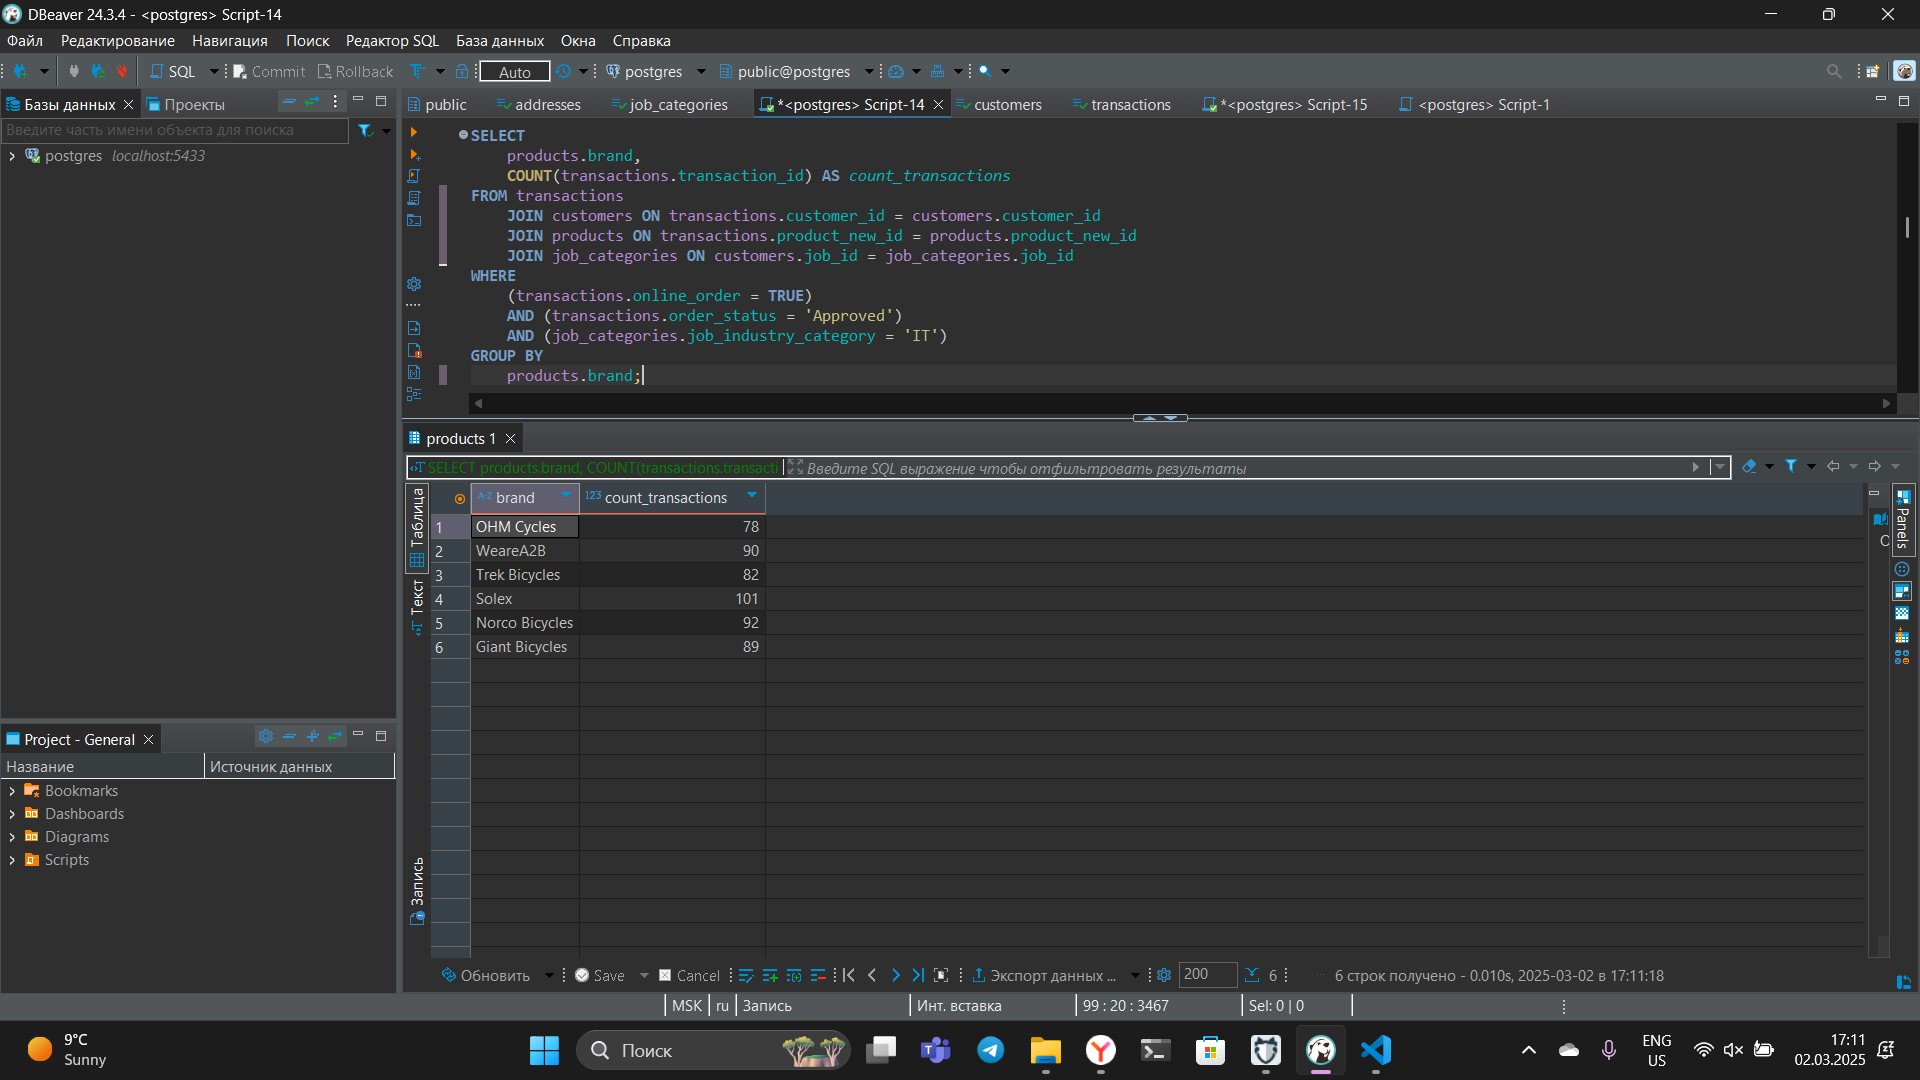 DBeaver 24.3.4 - <postgres> Script-14
Файл Редактирование Навигация Поиск Редактор SQL База данных Окна Справка
SQL Commit Rollback Auto postgres public@postgres
Базы данных Проекты
public addresses job_categories *<postgres> Script-14 customers transactions *<postgres> Script-15 <postgres> Script-1
Введите часть имени объекта для поиска
postgres localhost:5433
SELECT
products.brand,
COUNT(transactions.transaction_id) AS count_transactions
FROM transactions
JOIN customers ON transactions.customer_id = customers.customer_id
JOIN products ON transactions.product_new_id = products.product_new_id
JOIN job_categories ON customers.job_id = job_categories.job_id
WHERE
(transactions.online_order = TRUE)
AND (transactions.order_status = 'Approved')
AND (job_categories.job_industry_category = 'IT')
GROUP BY
products.brand;
products 1
SELECT products.brand, COUNT(transactions.transacti Введите SQL выражение чтобы отфильтровать результаты
Таблица
Текст
Запись
A-Z brand 123 count_transactions
1 OHM Cycles 78
2 WeareA2B 90
3 Trek Bicycles 82
4 Solex 101
5 Norco Bicycles 92
6 Giant Bicycles 89
Panels
Project - General
Название Источник данных
Bookmarks
Dashboards
Diagrams
Scripts
Обновить Save Cancel Экспорт данных ... 200 6 6 строк получено - 0.010s, 2025-03-02 в 17:11:18
MSK ru Запись Инт. вставка 99 : 20 : 3467 Sel: 0 | 0
9°C
Sunny
Поиск
ENG
US
17:11
02.03.2025